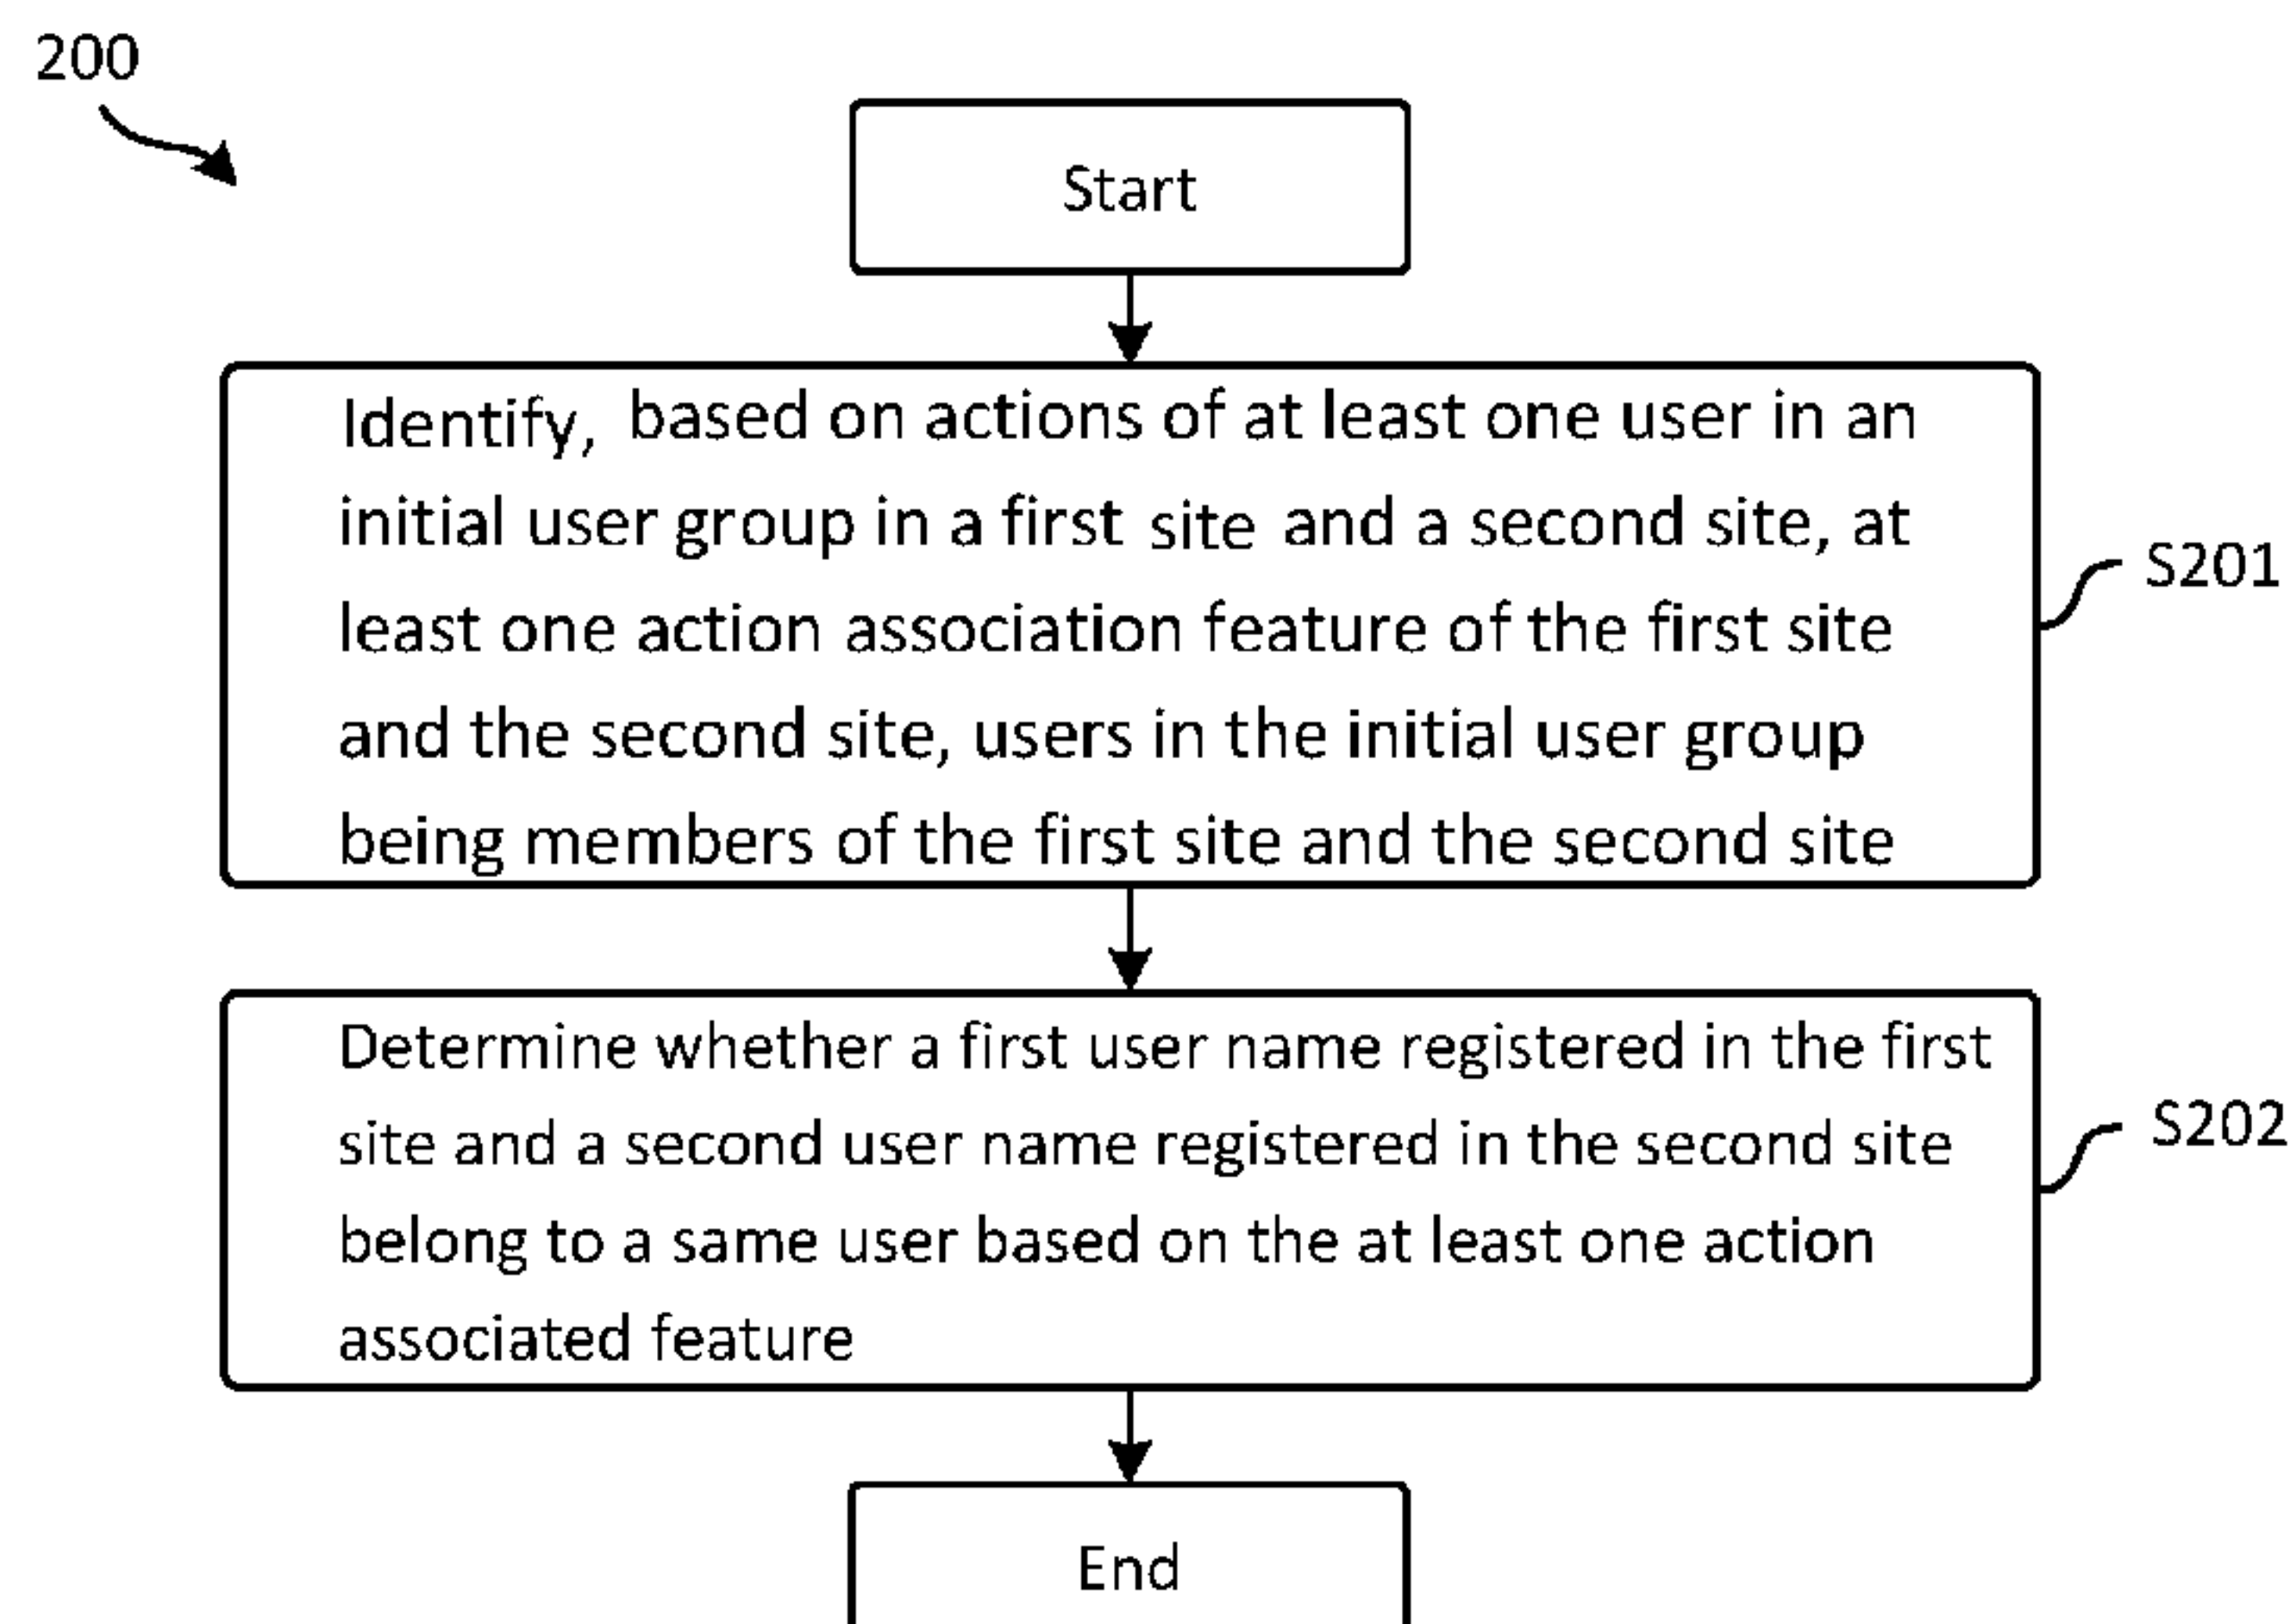 200
Start
Identify, based on actions of at least one user in an
initial user group in a first site and a second site, at
least one action association feature of the first site
and the second site, users in the initial user group
being members of the first site and the second site
S201
Determine whether a first user name registered in the first
site and a second user name registered in the second site
belong to a same user based on the at least one action
associated feature
S202
End